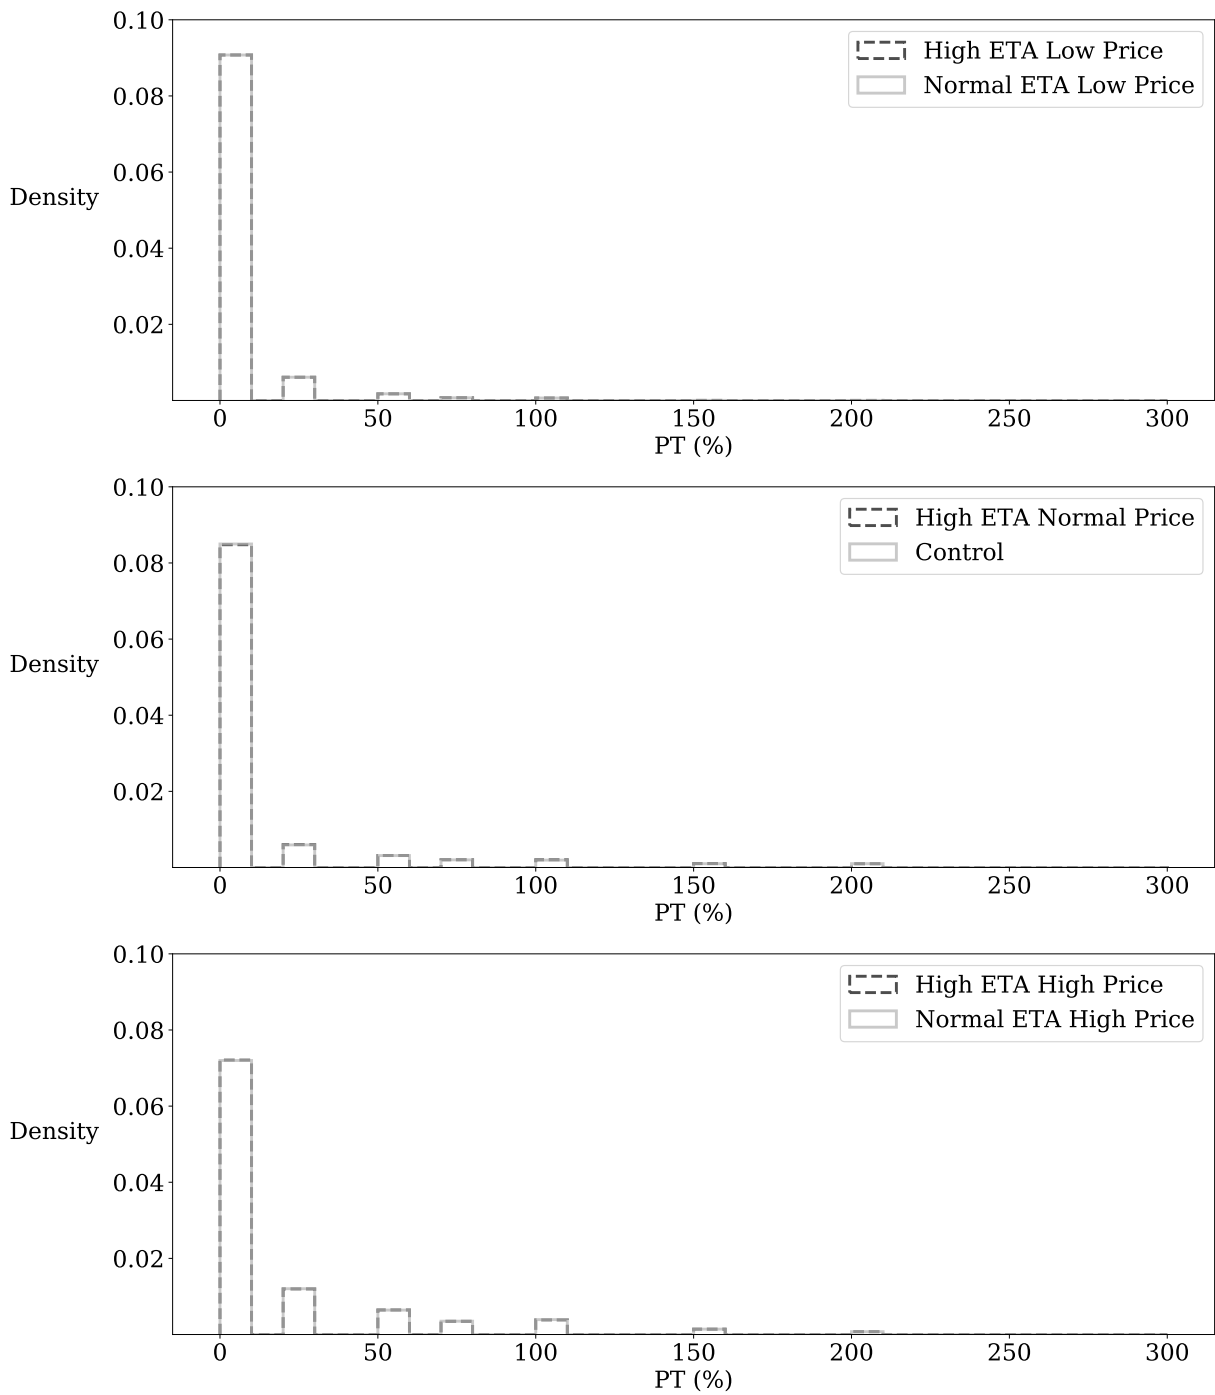 0.10
High ETA Low Price
Normal ETA Low Price
0.08
0.06
Density
0.04
0.02
0 50 100 150 200 250 300
PT (%)
0.10
High ETA Normal Price
Control
0.08
0.06
Density
0.04
0.02
0 50 100 150 200 250 300
PT (%)
0.10
High ETA High Price
Normal ETA High Price
0.08
0.06
Density
0.04
0.02
0 50 100 150 200 250 300
PT (%)